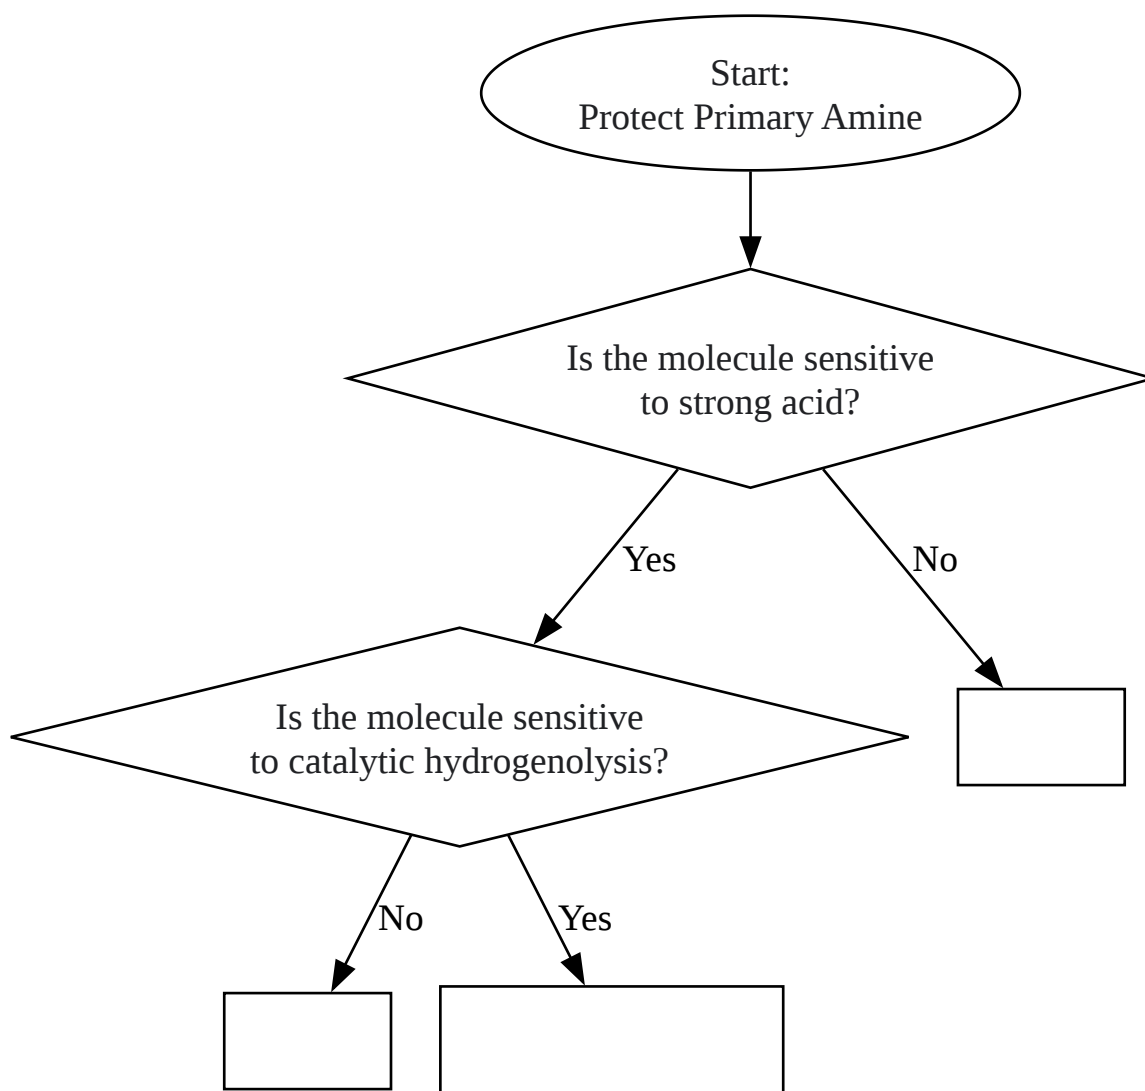 Start:
Protect Primary Amine
Is the molecule sensitive
to strong acid?
Yes
No
Is the molecule sensitive
to catalytic hydrogenolysis?
No
Yes